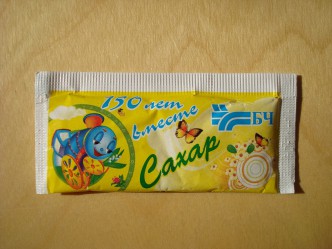 150 лет
вместе
БЧ
Сахар